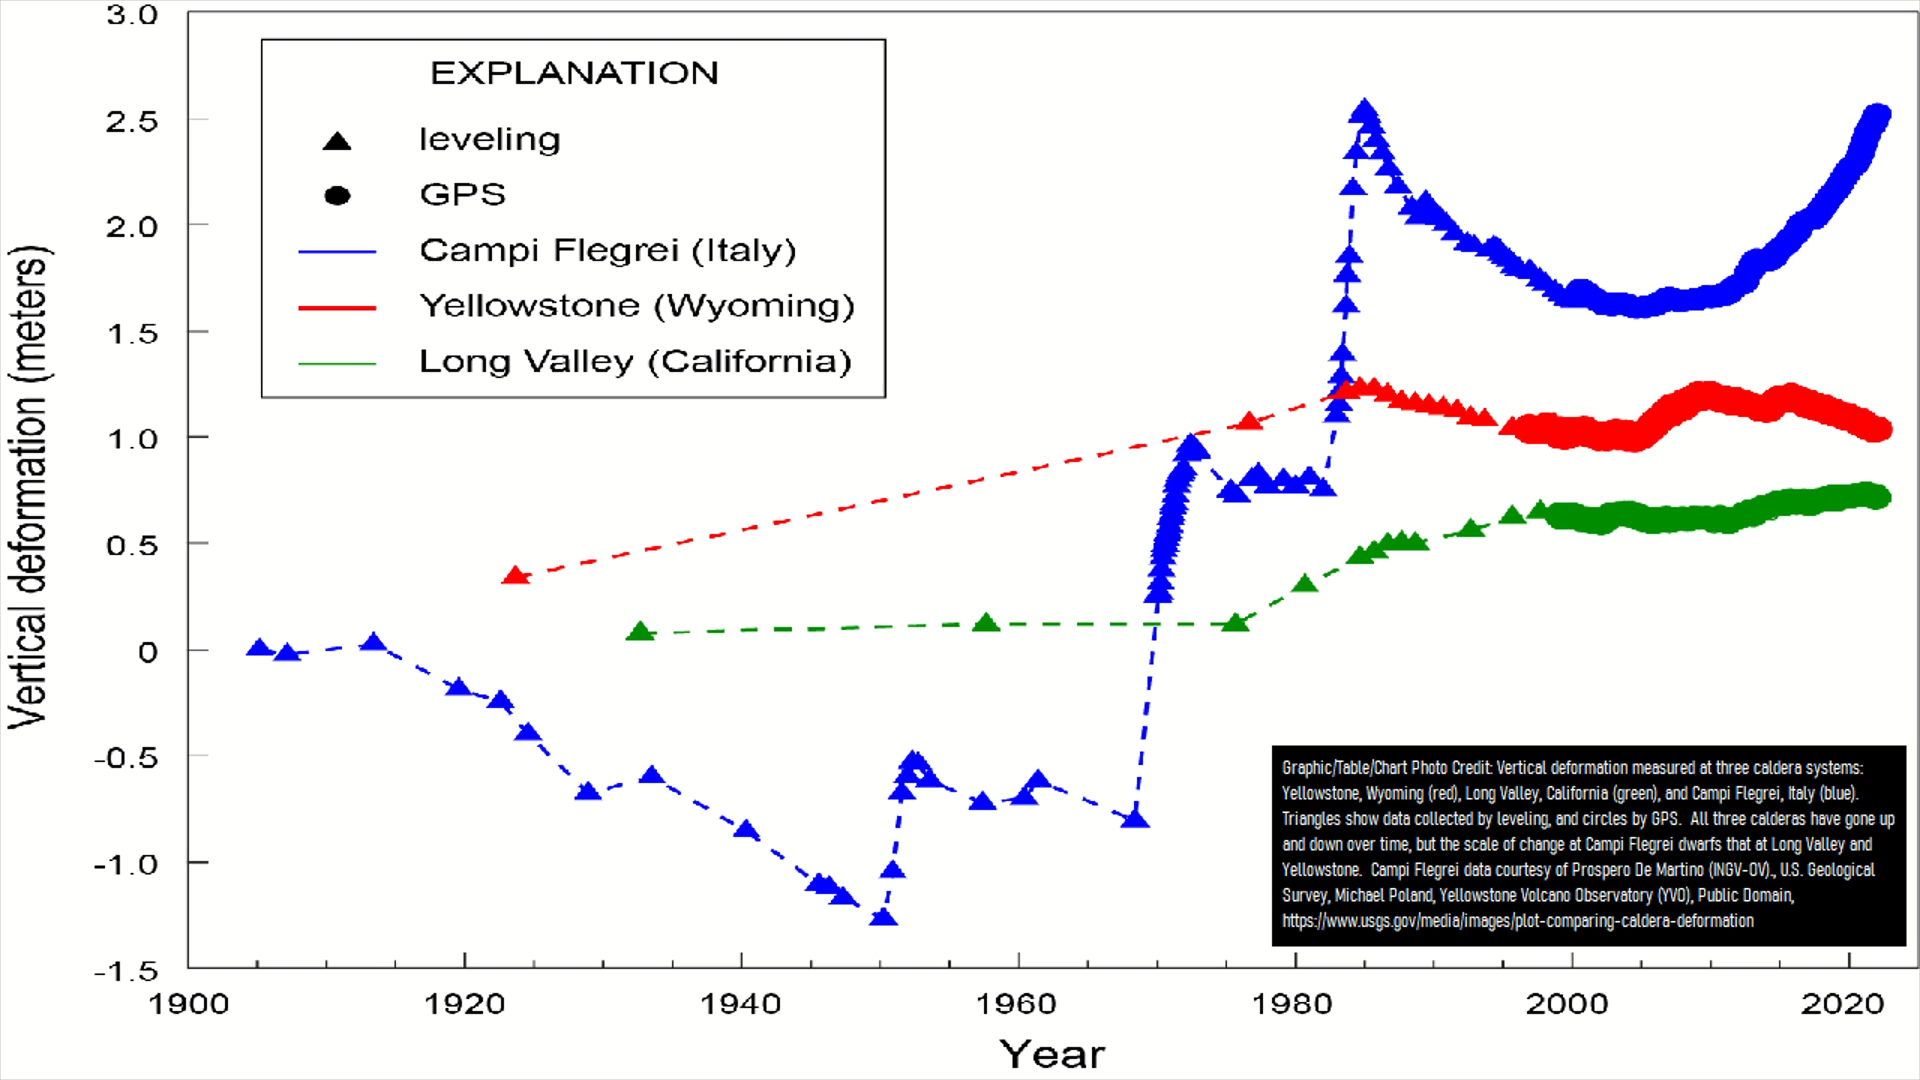 3.0
2.5
2.0
1.5
1.0
0.5
0
-0.5
-1.0
-1.5
Vertical deformation (meters)
EXPLANATION
leveling
GPS
Campi Flegrei (Italy)
Yellowstone (Wyoming)
Long Valley (California)
Graphic/Table/Chart Photo Credit: Vertical deformation measured at three caldera systems:
Yellowstone, Wyoming (red), Long Valley, California (green), and Campi Flegrei, Italy (blue).
Triangles show data collected by leveling, and circles by GPS.  All three calderas have gone up
and down over time, but the scale of change at Campi Flegrei dwarfs that at Long Valley and
Yellowstone.  Campi Flegrei data courtesy of Prospero De Martino (INGV-OV)., U.S. Geological
Survey, Michael Poland, Yellowstone Volcano Observatory (YVO), Public Domain,
https://www.usgs.gov/media/images/plot-comparing-caldera-deformation
1900 1920 1940 1960 1980 2000 2020
Year